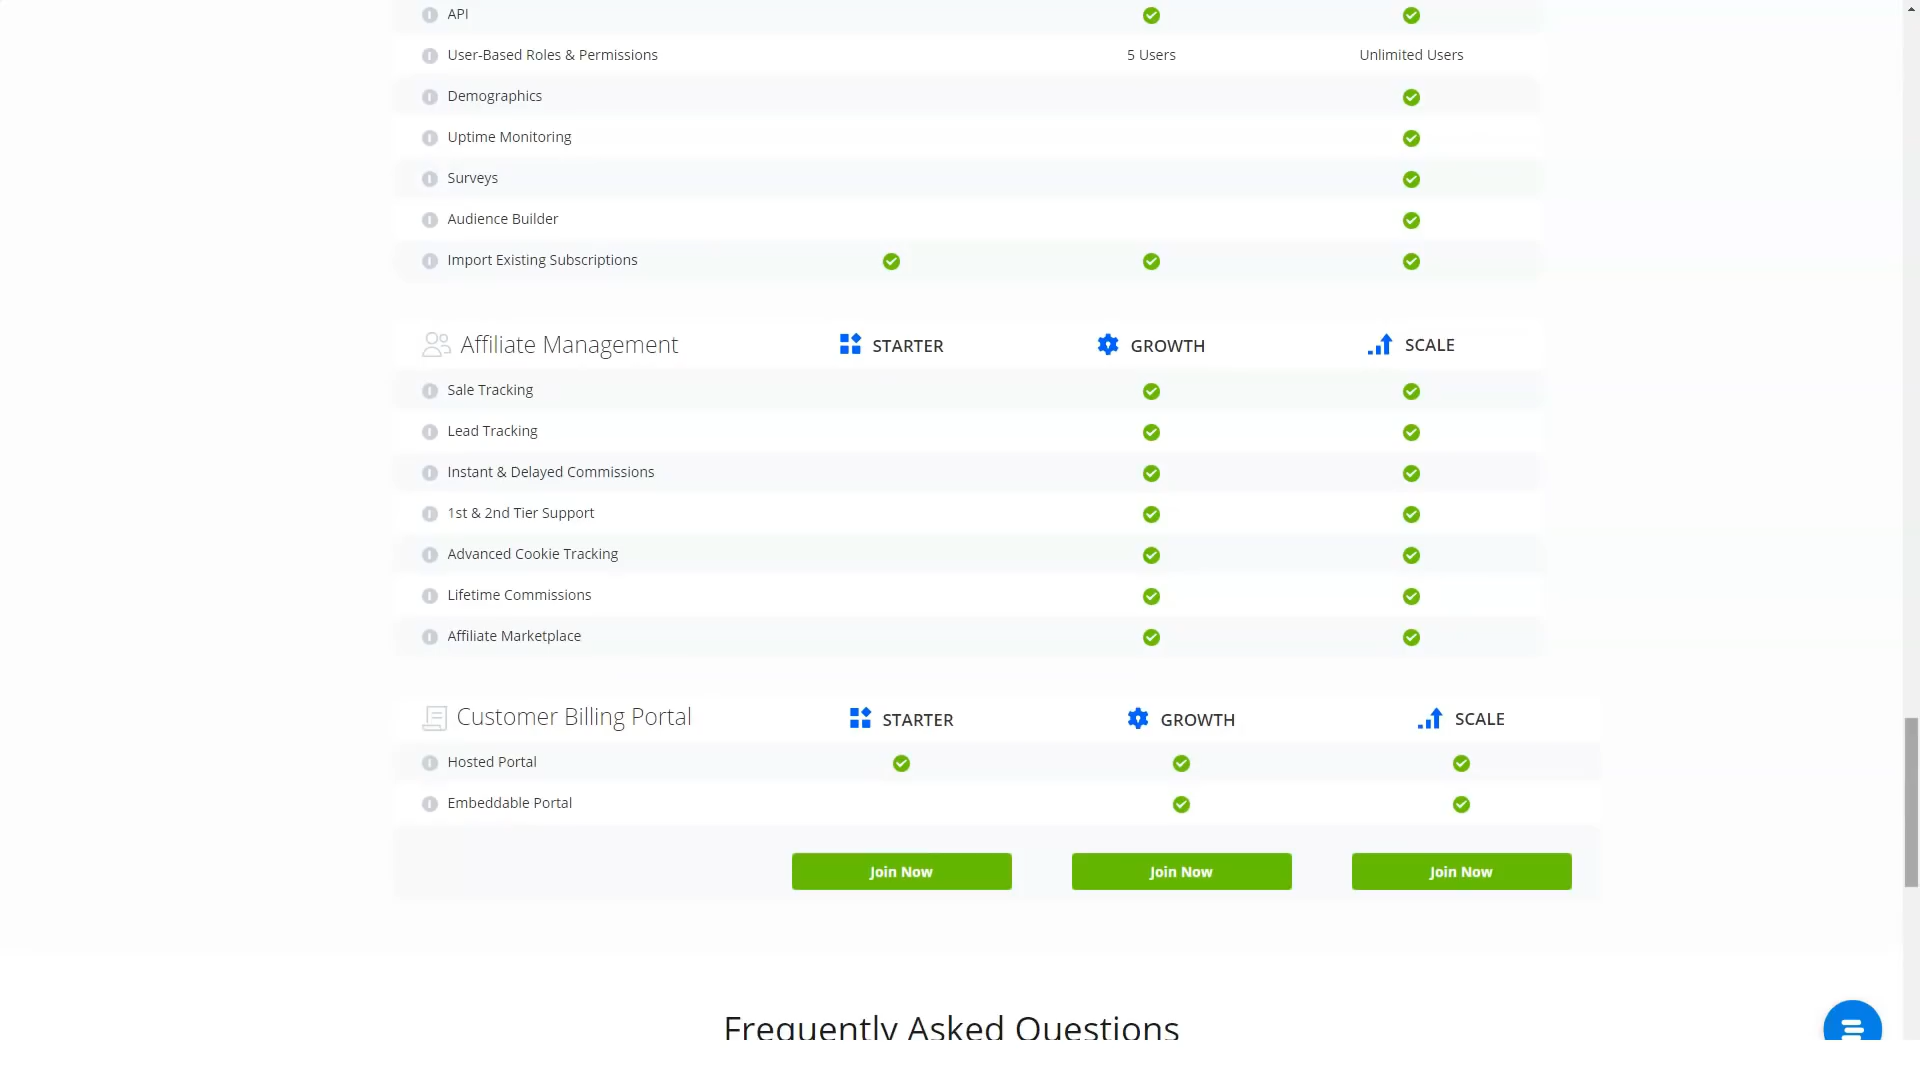 API
User-Based Roles & Permissions 5 Users Unlimited Users
Demographics
Uptime Monitoring
Surveys
Audience Builder
Import Existing Subscriptions
Affiliate Management STARTER GROWTH SCALE
Sale Tracking
Lead Tracking
Instant & Delayed Commissions
1st & 2nd Tier Support
Advanced Cookie Tracking
Lifetime Commissions
Affiliate Marketplace
Customer Billing Portal STARTER GROWTH SCALE
Hosted Portal
Embeddable Portal
Join Now Join Now Join Now
Frequently Asked Questions